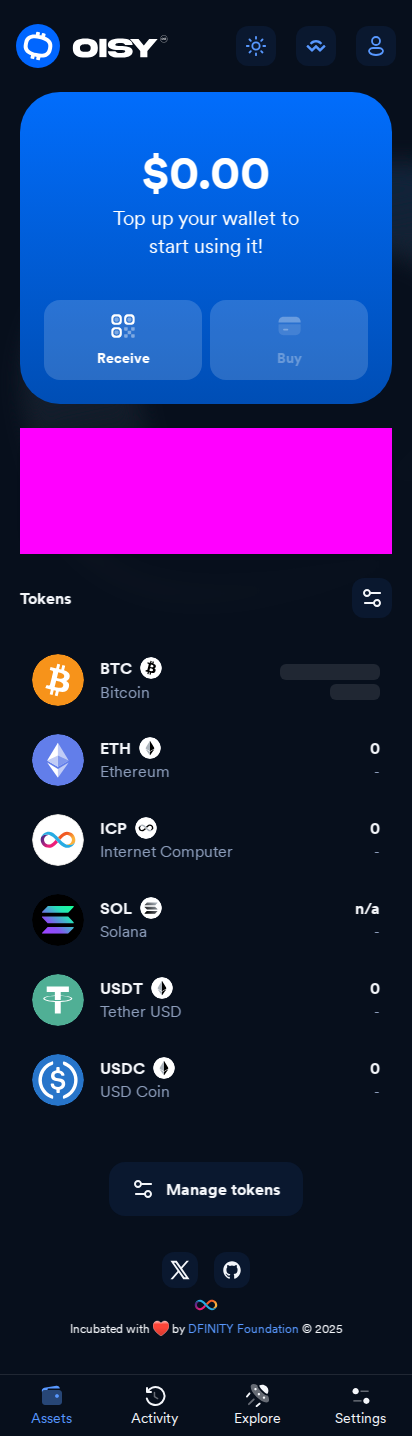 OISY
$0.00
Top up your wallet to
start using it!
Receive
Buy
Tokens
BTC
Bitcoin
ETH
0
Ethereum
-
ICP
0
Internet Computer
-
SOL
n/a
Solana
-
USDT
0
Tether USD
-
USDC
0
USD Coin
-
Manage tokens
Incubated with ❤️ by DFINITY Foundation © 2025
Assets
Activity
Explore
Settings